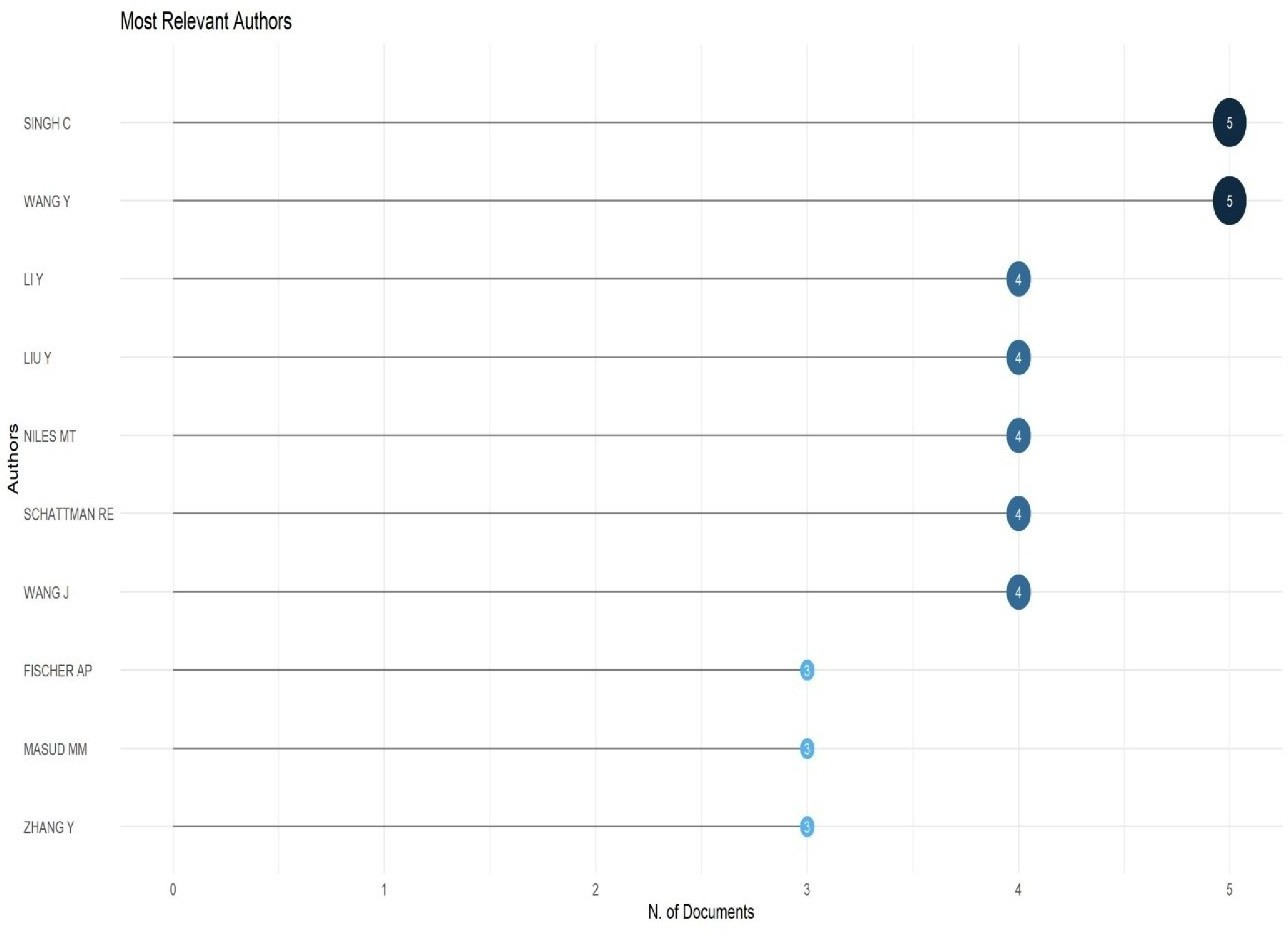 Most Relevant Authors
SINGH C
5
WANG Y
5
LI Y
4
LIU Y
4
NILES MT
4
SCHATTMAN RE
4
WANG J
4
FISCHER AP
3
MASUD MM
3
ZHANG Y
3
Authors
0 1 2 3 4 5
N. of Documents